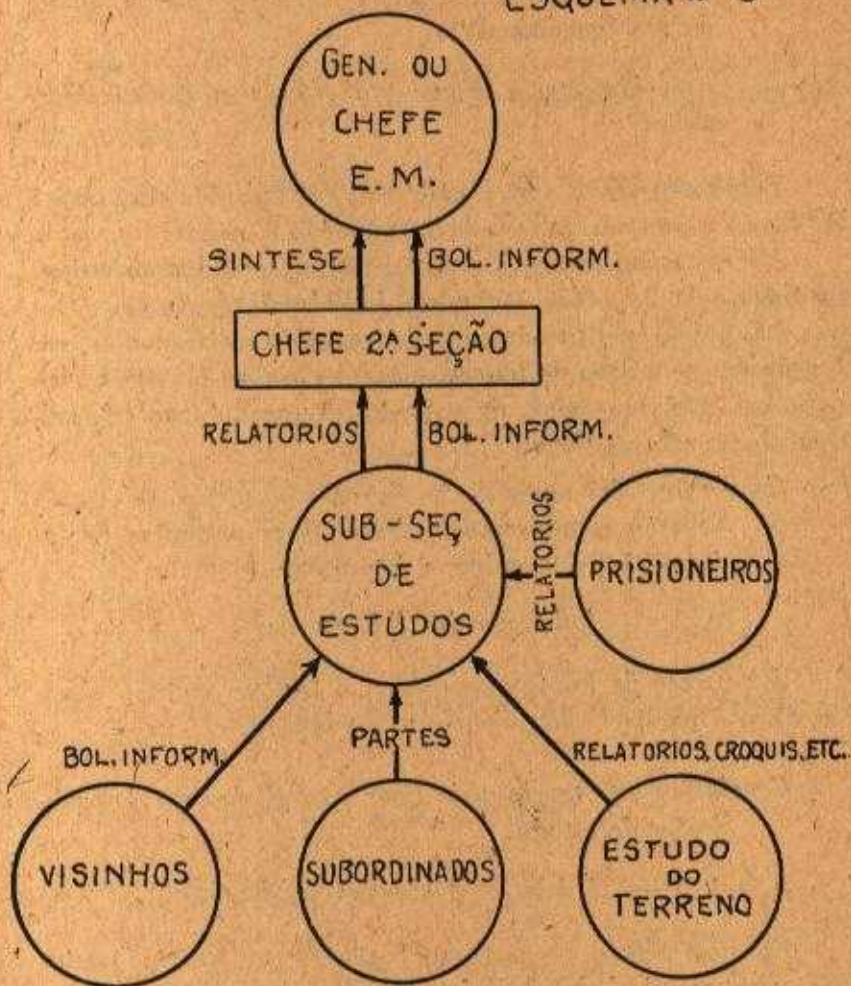 GEN. OU
CHEFE
E. M.
SINTESE
BOL. INFORM.
CHEFE 2ª SEÇÃO
RELATORIOS
BOL. INFORM.
SUB - SEÇ
DE
ESTUDOS
RELATORIOS
PRISIONEIROS
BOL. INFORM.
PARTES
RELATORIOS, CROQUIS, ETC.
VISINHOS
SUBORDINADOS
ESTUDO
DO
TERRENO